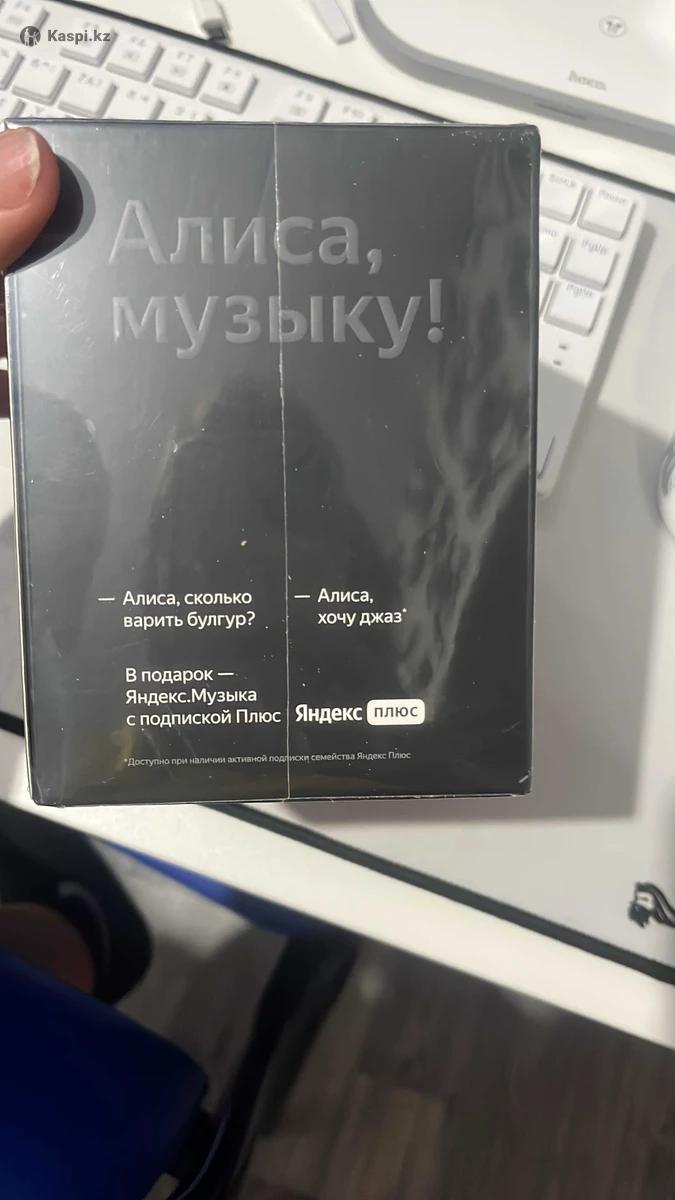 Kaspi.kz
Алиса,
музыку!
— Алиса, сколько
варить булгур?
— Алиса,
хочу джаз*
В подарок —
Яндекс.Музыка
с подпиской Плюс
Яндекс плюс
*Доступно при наличии активной подписки семейства Яндекс Плюс